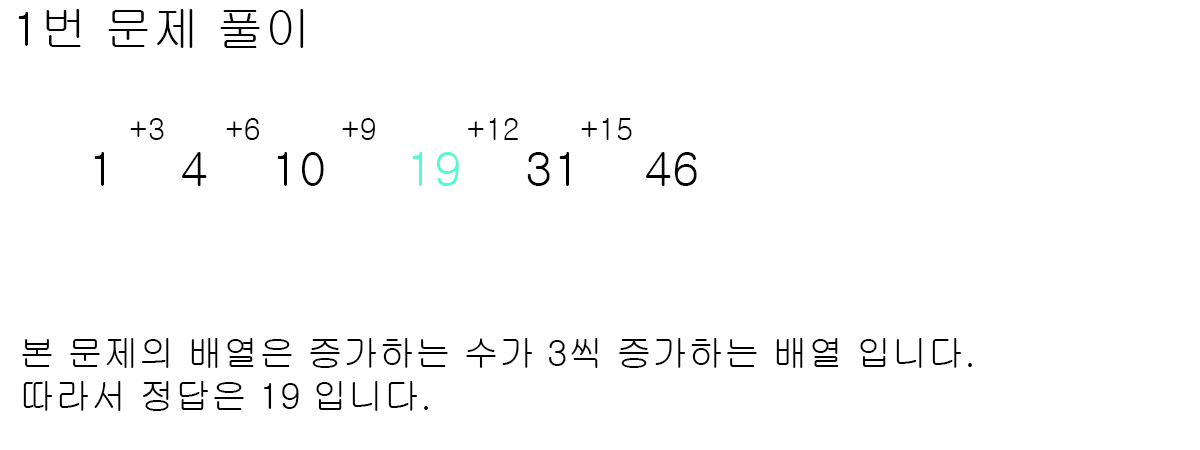 1번 문제 풀이
+3 +6 +9 +12 +15
1 4 10 19 31 46
본 문제의 배열은 증가하는 수가 3씩 증가하는 배열 입니다.
따라서 정답은 19 입니다.